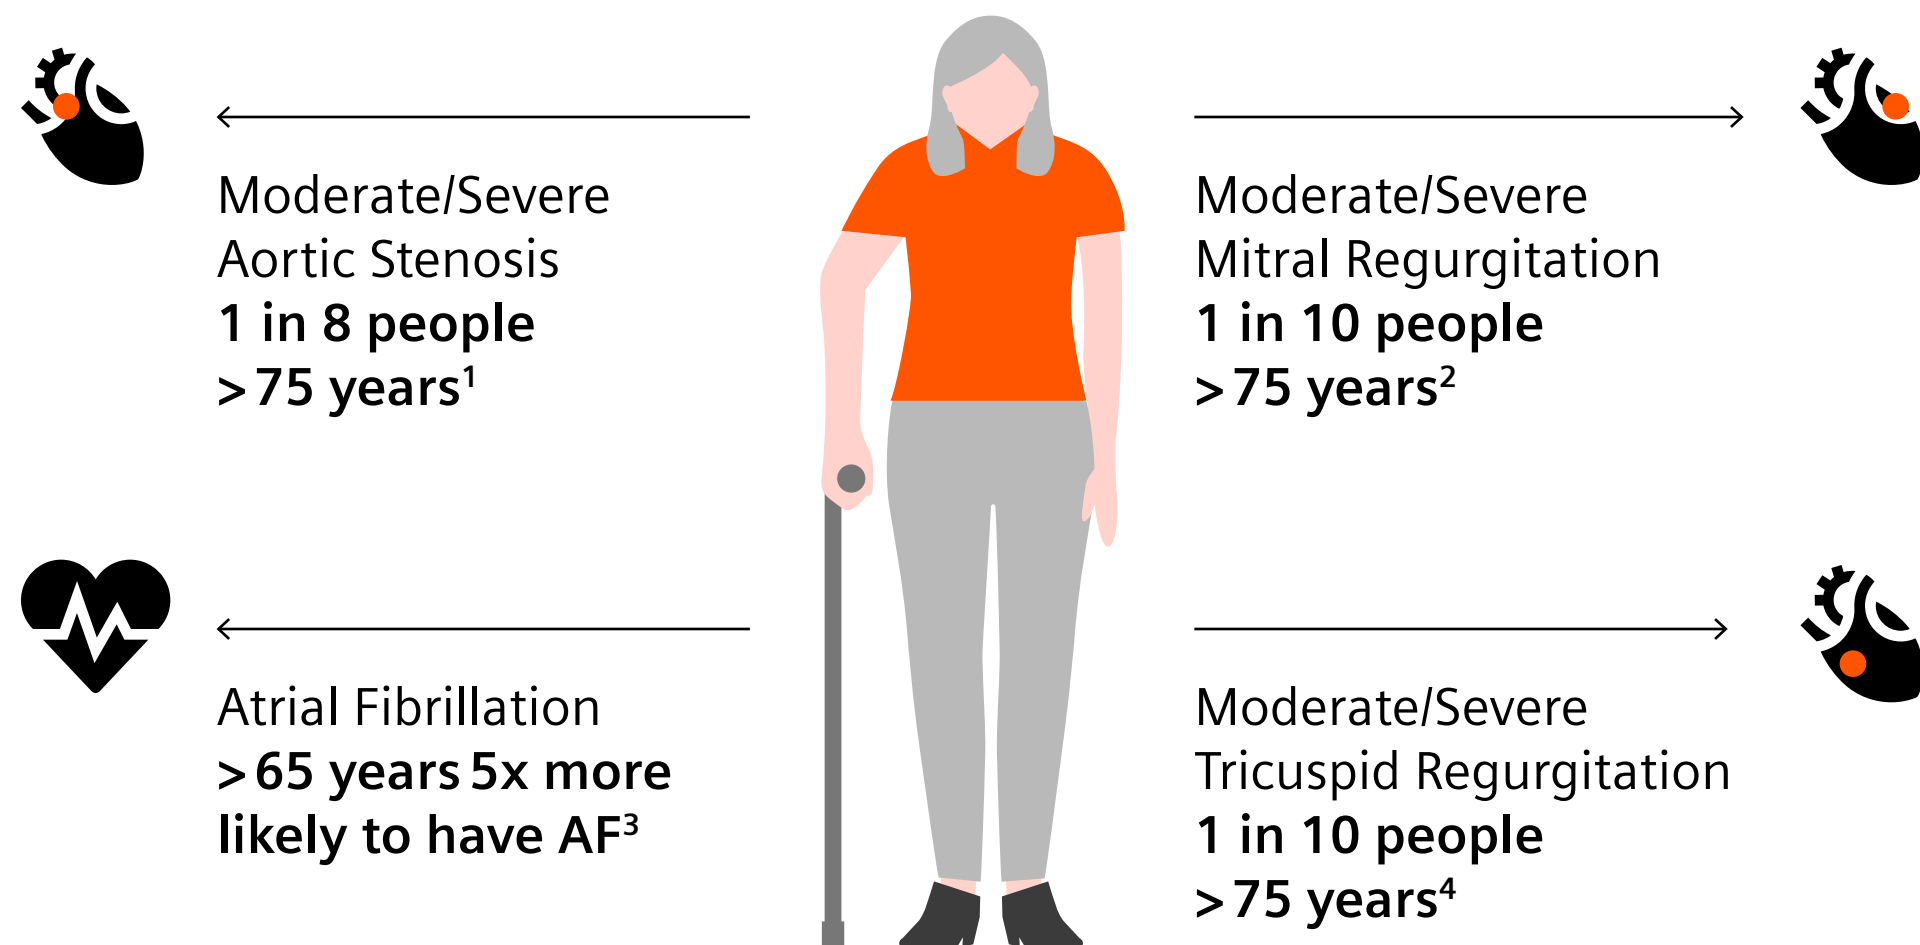 Moderate/Severe
Aortic Stenosis
1 in 8 people
>75 years¹
Moderate/Severe
Mitral Regurgitation
1 in 10 people
>75 years²
Atrial Fibrillation
>65 years 5x more
likely to have AF³
Moderate/Severe
Tricuspid Regurgitation
1 in 10 people
>75 years⁴